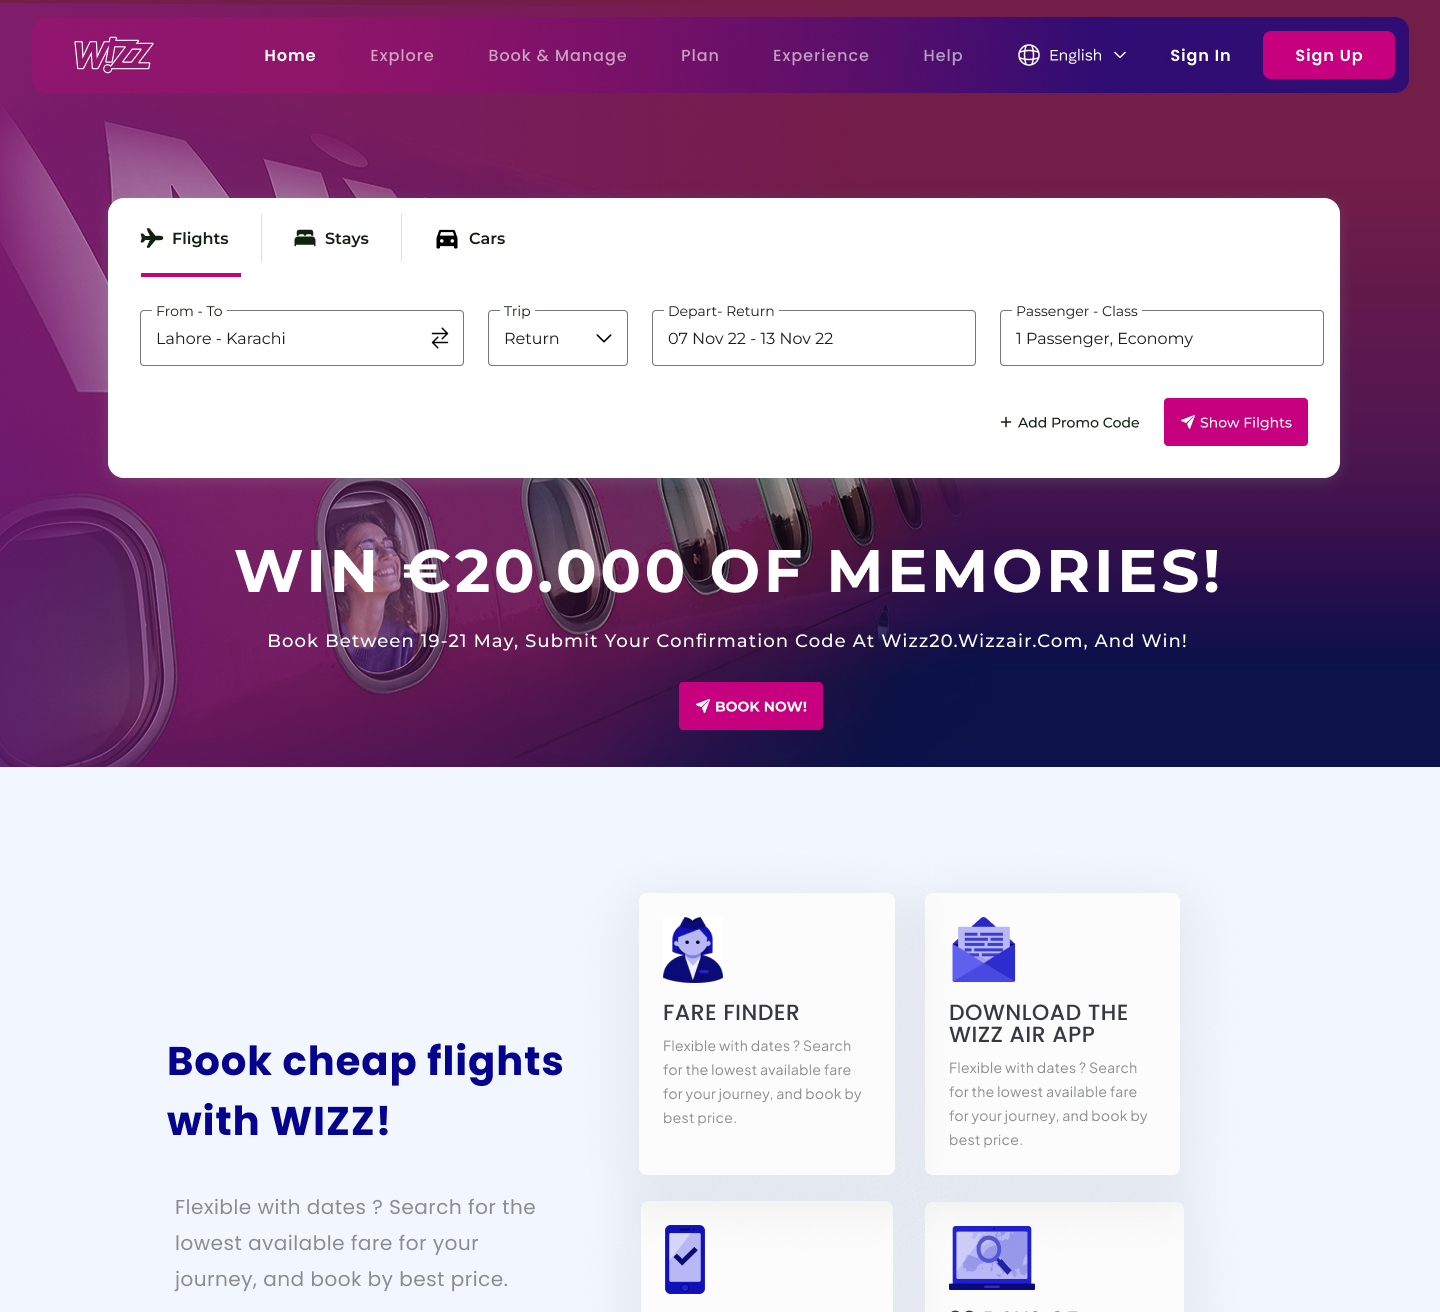 WIZZ
Home
Explore
Book & Manage
Plan
Experience
Help
English
Sign In
Sign Up
Flights
Stays
Cars
From - To
Lahore - Karachi
Trip
Return
Depart- Return
07 Nov 22 - 13 Nov 22
Passenger - Class
1 Passenger, Economy
+ Add Promo Code
Show Filghts
WIN €20.000 OF MEMORIES!
Book Between 19-21 May, Submit Your Confirmation Code At Wizz20.Wizzair.Com, And Win!
BOOK NOW!
Book cheap flights
with WIZZ!
Flexible with dates ? Search for the
lowest available fare for your
journey, and book by best price.
FARE FINDER
Flexible with dates ? Search
for the lowest available fare
for your journey, and book by
best price.
DOWNLOAD THE
WIZZ AIR APP
Flexible with dates ? Search
for the lowest available fare
for your journey, and book by
best price.